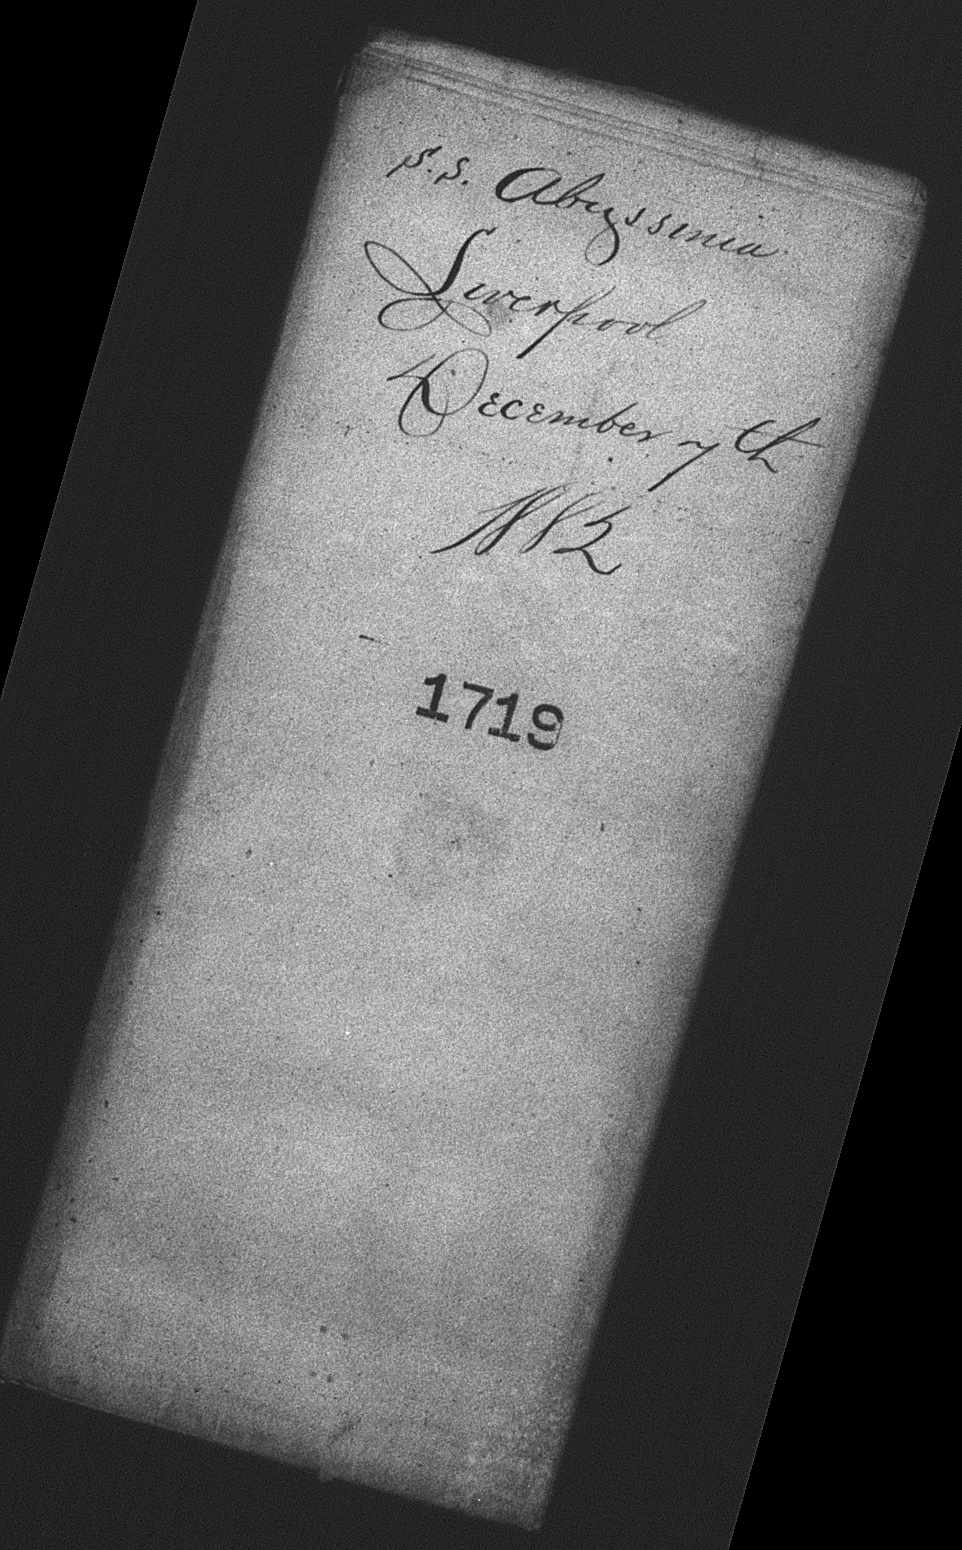 S.S. Abyssinia
Liverpool
December 7th
1882
1719